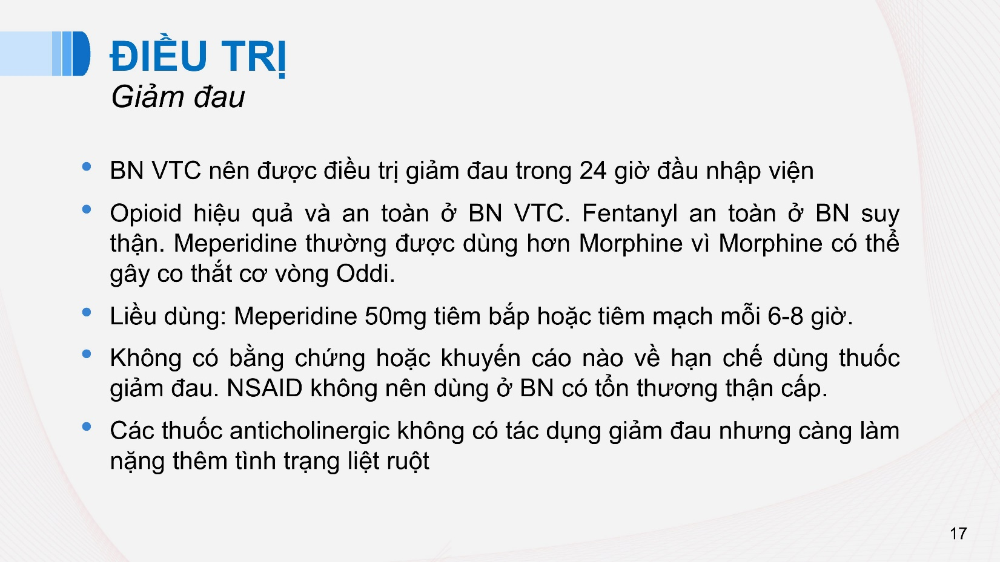 ĐIỀU TRỊ
Giảm đau
• BN VTC nên được điều trị giảm đau trong 24 giờ đầu nhập viện
• Opioid hiệu quả và an toàn ở BN VTC. Fentanyl an toàn ở BN suy
thận. Meperidine thường được dùng hơn Morphine vì Morphine có thể
gây co thắt cơ vòng Oddi.
• Liều dùng: Meperidine 50mg tiêm bắp hoặc tiêm mạch mỗi 6-8 giờ.
• Không có bằng chứng hoặc khuyến cáo nào về hạn chế dùng thuốc
giảm đau. NSAID không nên dùng ở BN có tổn thương thận cấp.
• Các thuốc anticholinergic không có tác dụng giảm đau nhưng càng làm
nặng thêm tình trạng liệt ruột
17